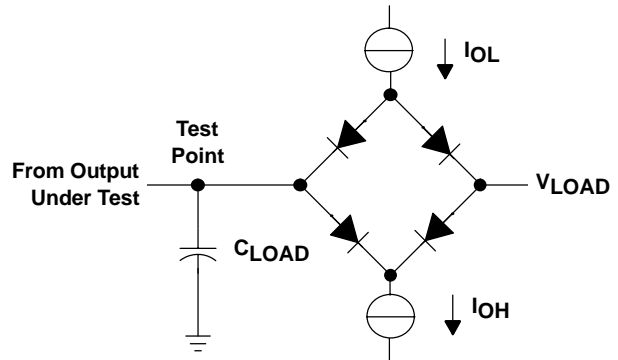 IOL
Test
Point
From Output
Under Test
VLOAD
CLOAD
IOH